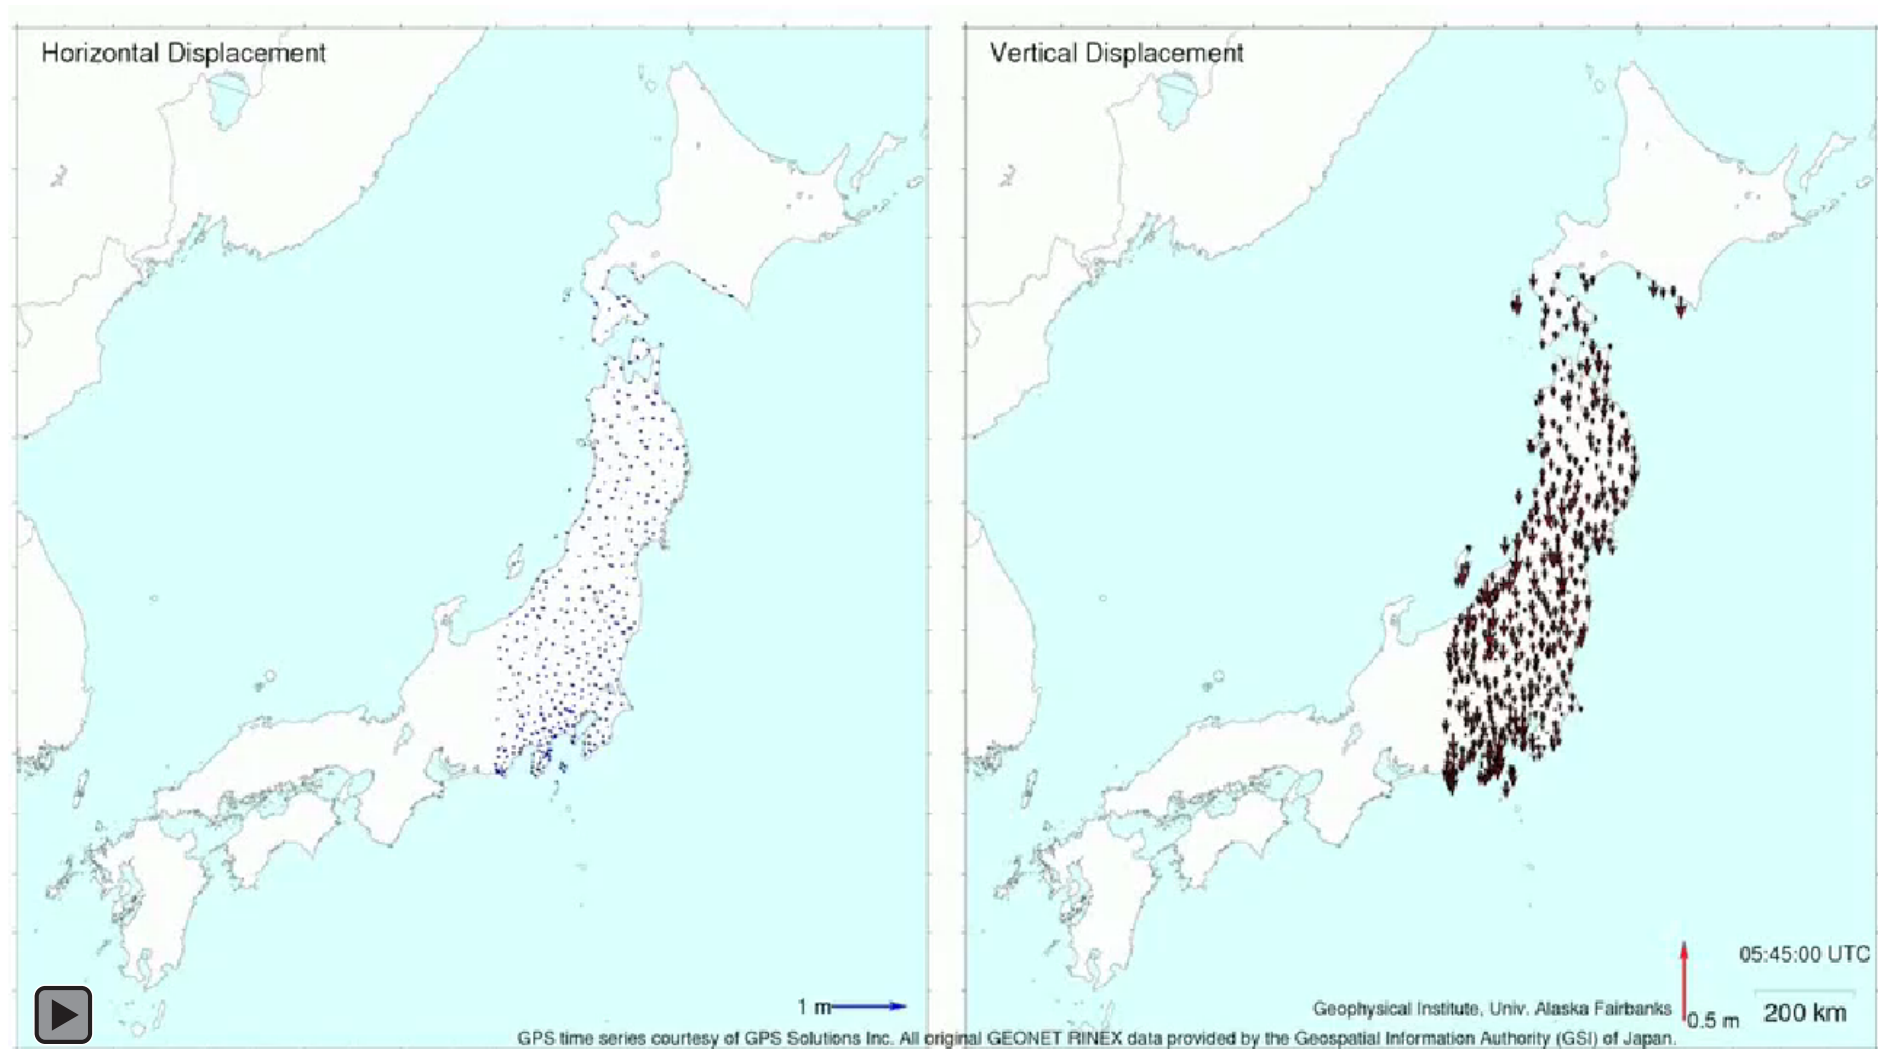 Horizontal Displacement
Vertical Displacement
05:45:00 UTC
1 m
Geophysical Institute, Univ. Alaska Fairbanks
0.5 m
200 km
GPS time series courtesy of GPS Solutions Inc. All original GEONET RINEX data provided by the Geospatial Information Authority (GSI) of Japan.